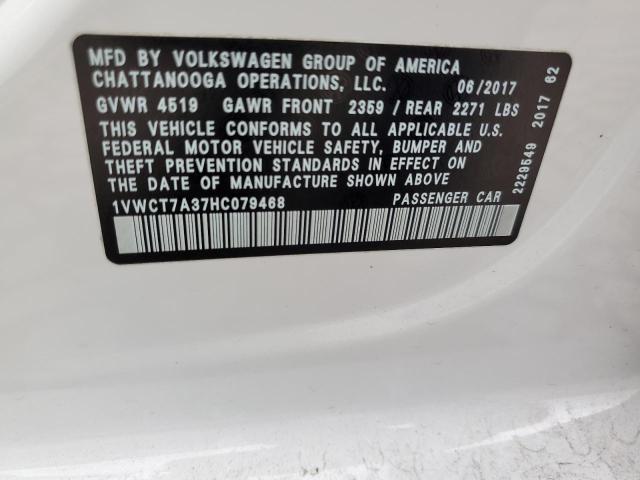 MFD BY VOLKSWAGEN GROUP OF AMERICA
CHATTANOOGA OPERATIONS, LLC. 06/2017
GVWR 4519 GAWR FRONT 2359 / REAR 2271 LBS
THIS VEHICLE CONFORMS TO ALL APPLICABLE U.S.
FEDERAL MOTOR VEHICLE SAFETY, BUMPER AND
THEFT PREVENTION STANDARDS IN EFFECT ON
THE DATE OF MANUFACTURE SHOWN ABOVE
1VWCT7A37HC079468 PASSENGER CAR
2229549 2017 62